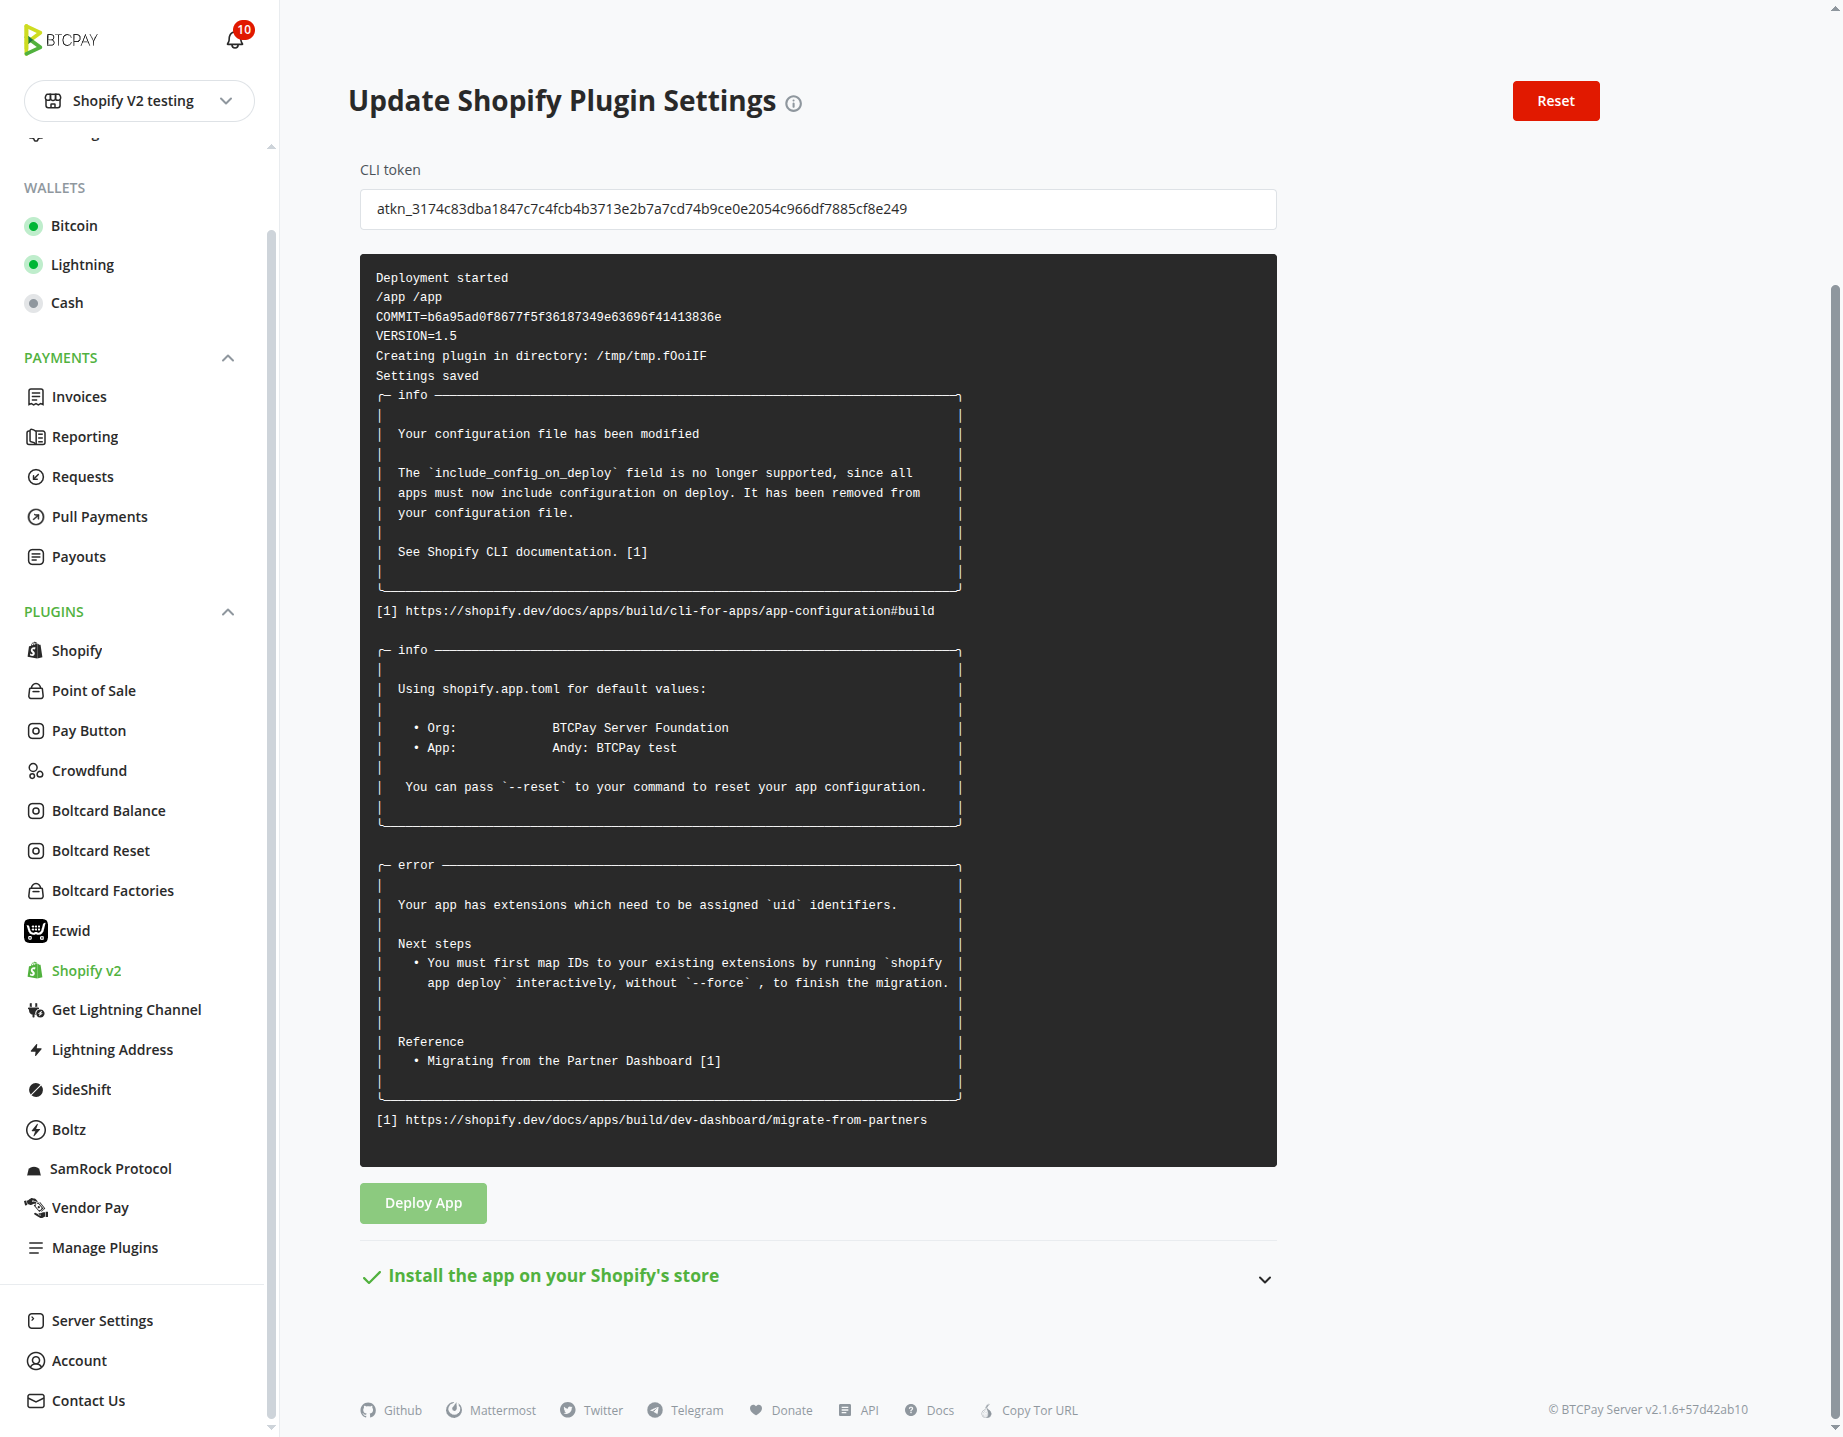 BTCPAY
10
Shopify V2 testing
WALLETS
Bitcoin
Lightning
Cash
PAYMENTS
Invoices
Reporting
Requests
Pull Payments
Payouts
PLUGINS
Shopify
Point of Sale
Pay Button
Crowdfund
Boltcard Balance
Boltcard Reset
Boltcard Factories
Ecwid
Shopify v2
Get Lightning Channel
Lightning Address
SideShift
Boltz
SamRock Protocol
Vendor Pay
Manage Plugins
Server Settings
Account
Contact Us
Update Shopify Plugin Settings
Reset
CLI token
atkn_3174c83dba1847c7c4fcb4b3713e2b7a7cd74b9ce0e2054c966df7885cf8e249
Deployment started
/app /app
COMMIT=b6a95ad0f8677f5f36187349e63696f41413836e
VERSION=1.5
Creating plugin in directory: /tmp/tmp.fOoiIF
Settings saved
info
Your configuration file has been modified
The `include_config_on_deploy` field is no longer supported, since all
apps must now include configuration on deploy. It has been removed from
your configuration file.
See Shopify CLI documentation. [1]
[1] https://shopify.dev/docs/apps/build/cli-for-apps/app-configuration#build
info
Using shopify.app.toml for default values:
• Org: BTCPay Server Foundation
• App: Andy: BTCPay test
You can pass `--reset` to your command to reset your app configuration.
error
Your app has extensions which need to be assigned `uid` identifiers.
Next steps
• You must first map IDs to your existing extensions by running `shopify
app deploy` interactively, without `--force` , to finish the migration.
Reference
• Migrating from the Partner Dashboard [1]
[1] https://shopify.dev/docs/apps/build/dev-dashboard/migrate-from-partners
Deploy App
Install the app on your Shopify's store
Github Mattermost Twitter Telegram Donate API Docs Copy Tor URL
© BTCPay Server v2.1.6+57d42ab10